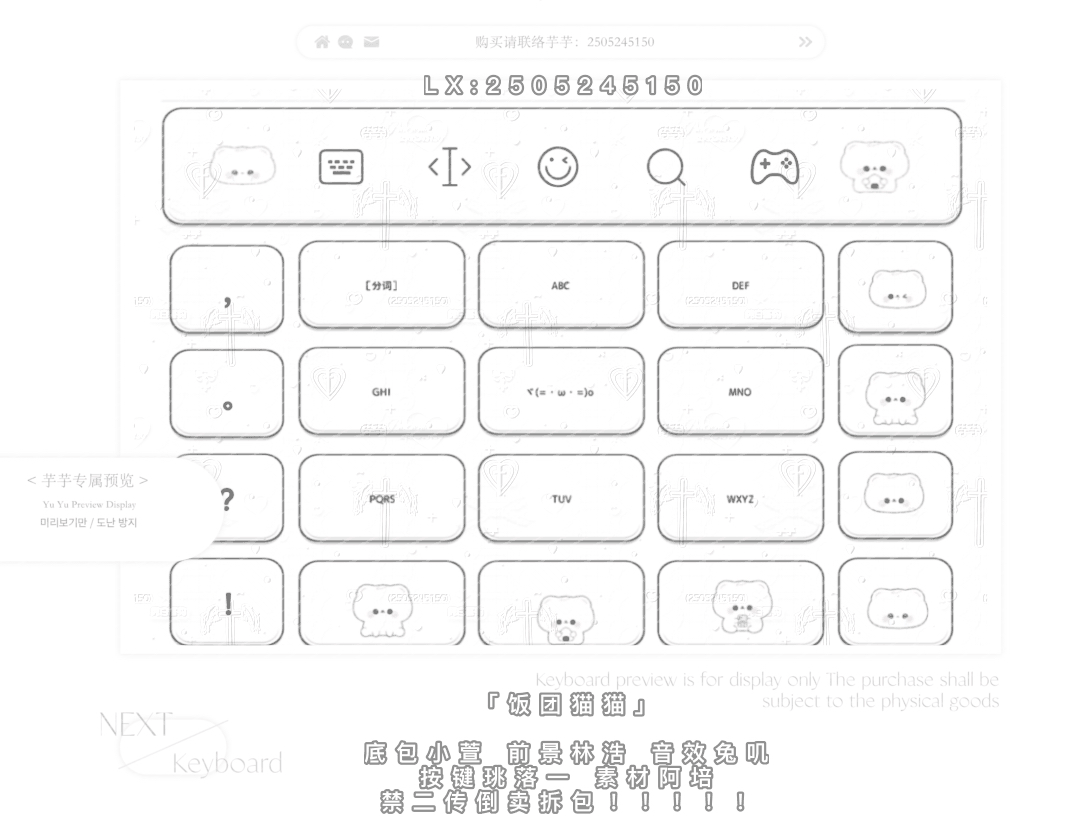 购买请联络芋芋：2505245150
LX:2505245150
，
[分词]
ABC
DEF
。
GHI
ヾ(=・ω・=)o
MNO
< 芋芋专属预览 >
Yu Yu Preview Display
미리보기만 / 도난 방지
?
PQRS
TUV
WXYZ
!
Keyboard preview is for display only The purchase shall be
subject to the physical goods
「饭团猫猫」
NEXT
Keyboard
底包小萱 前景林浩 音效兔叽
按键珧落一 素材阿培
禁二传倒卖拆包！！！！！